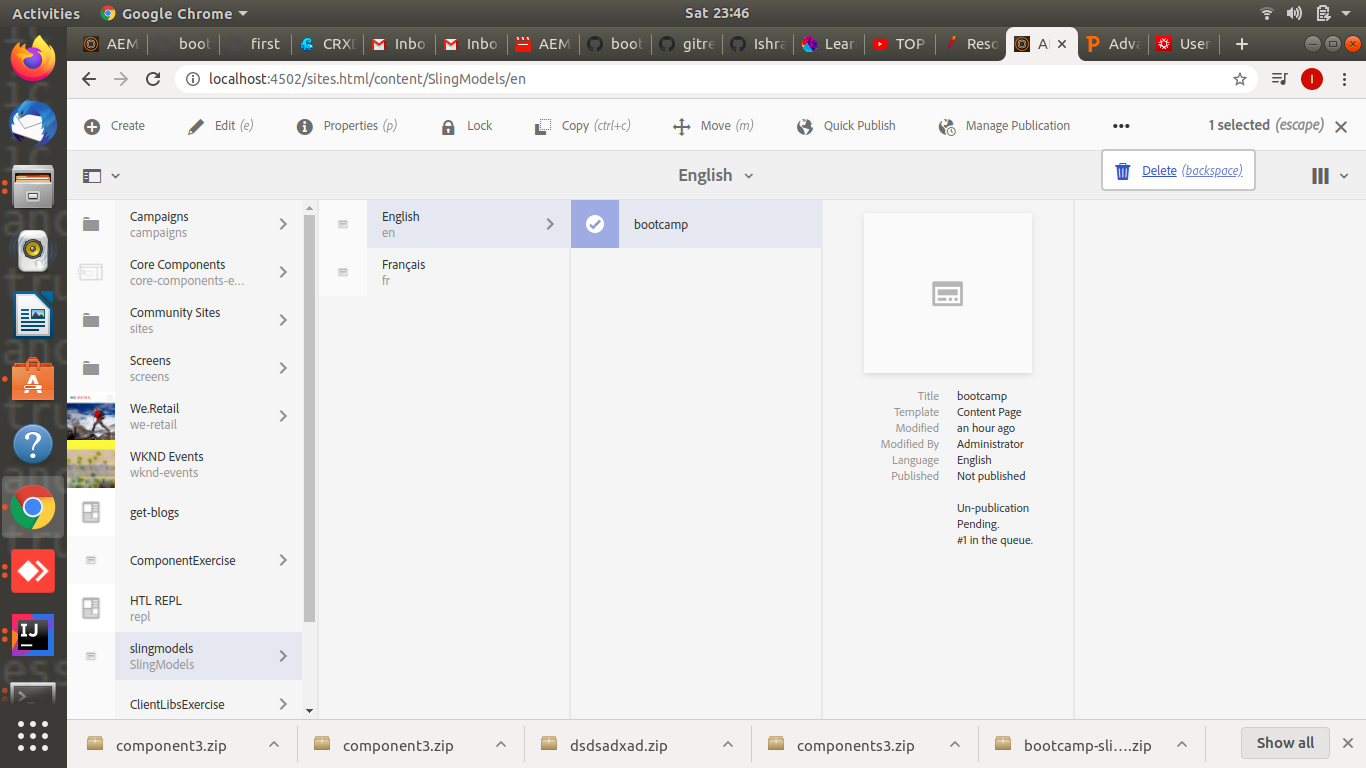 Activities
Google Chrome
Sat 23:46
AEM
boot
first
CRXI
Inbo
Inbo
AEM
boot
gitre
Ishra
Lear
TOP
Reso
A
Adva
User
localhost:4502/sites.html/content/SlingModels/en
I
Create
Edit (e)
Properties (p)
Lock
Copy (ctrl+c)
Move (m)
Quick Publish
Manage Publication
1 selected (escape)
English
Delete (backspace)
Campaigns
campaigns
Core Components
core-components-e...
Community Sites
sites
Screens
screens
We.Retail
we-retail
WKND Events
wknd-events
get-blogs
ComponentExercise
HTL REPL
repl
slingmodels
SlingModels
ClientLibsExercise
English
en
Français
fr
bootcamp
Title bootcamp
Template Content Page
Modified an hour ago
Modified By Administrator
Language English
Published Not published
Un-publication
Pending.
#1 in the queue.
component3.zip
component3.zip
dsdsadxad.zip
components3.zip
bootcamp-sli....zip
Show all